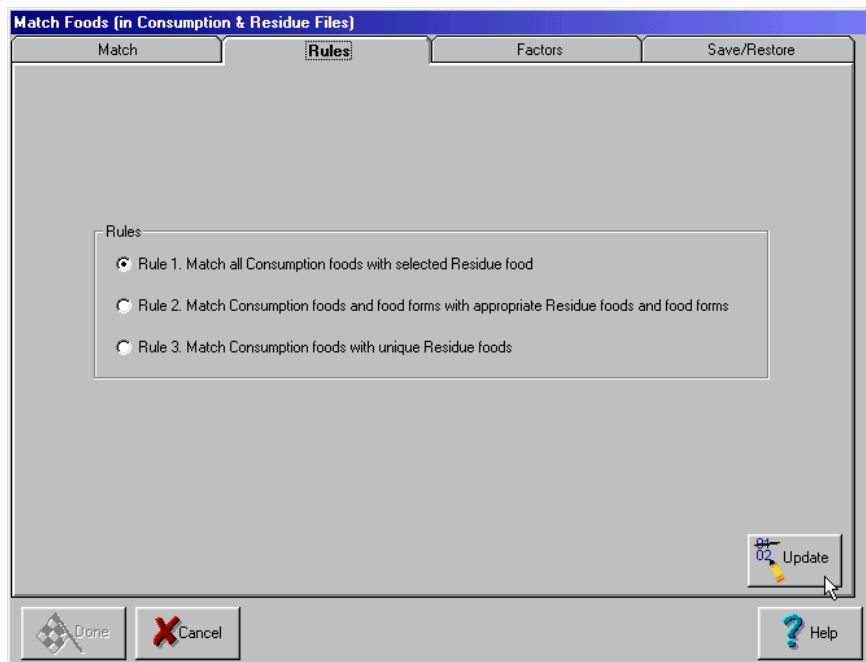 Match Foods (in Consumption & Residue Files)
Match Rules Factors Save/Restore
Rules
Rule 1. Match all Consumption foods with selected Residue food
Rule 2. Match Consumption foods and food forms with appropriate Residue foods and food forms
Rule 3. Match Consumption foods with unique Residue foods
01
02 Update
Done Cancel ? Help